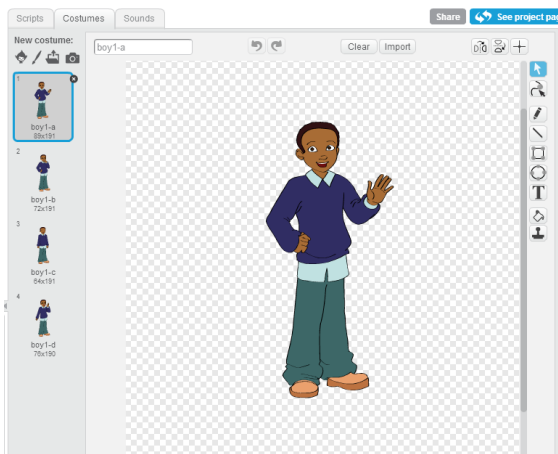 Scripts
Costumes
Sounds
Share
See project pag
New costume:
boy1-a
Clear
Import
1
boy1-a
89x191
2
boy1-b
72x191
3
boy1-c
64x191
4
boy1-d
76x190
T